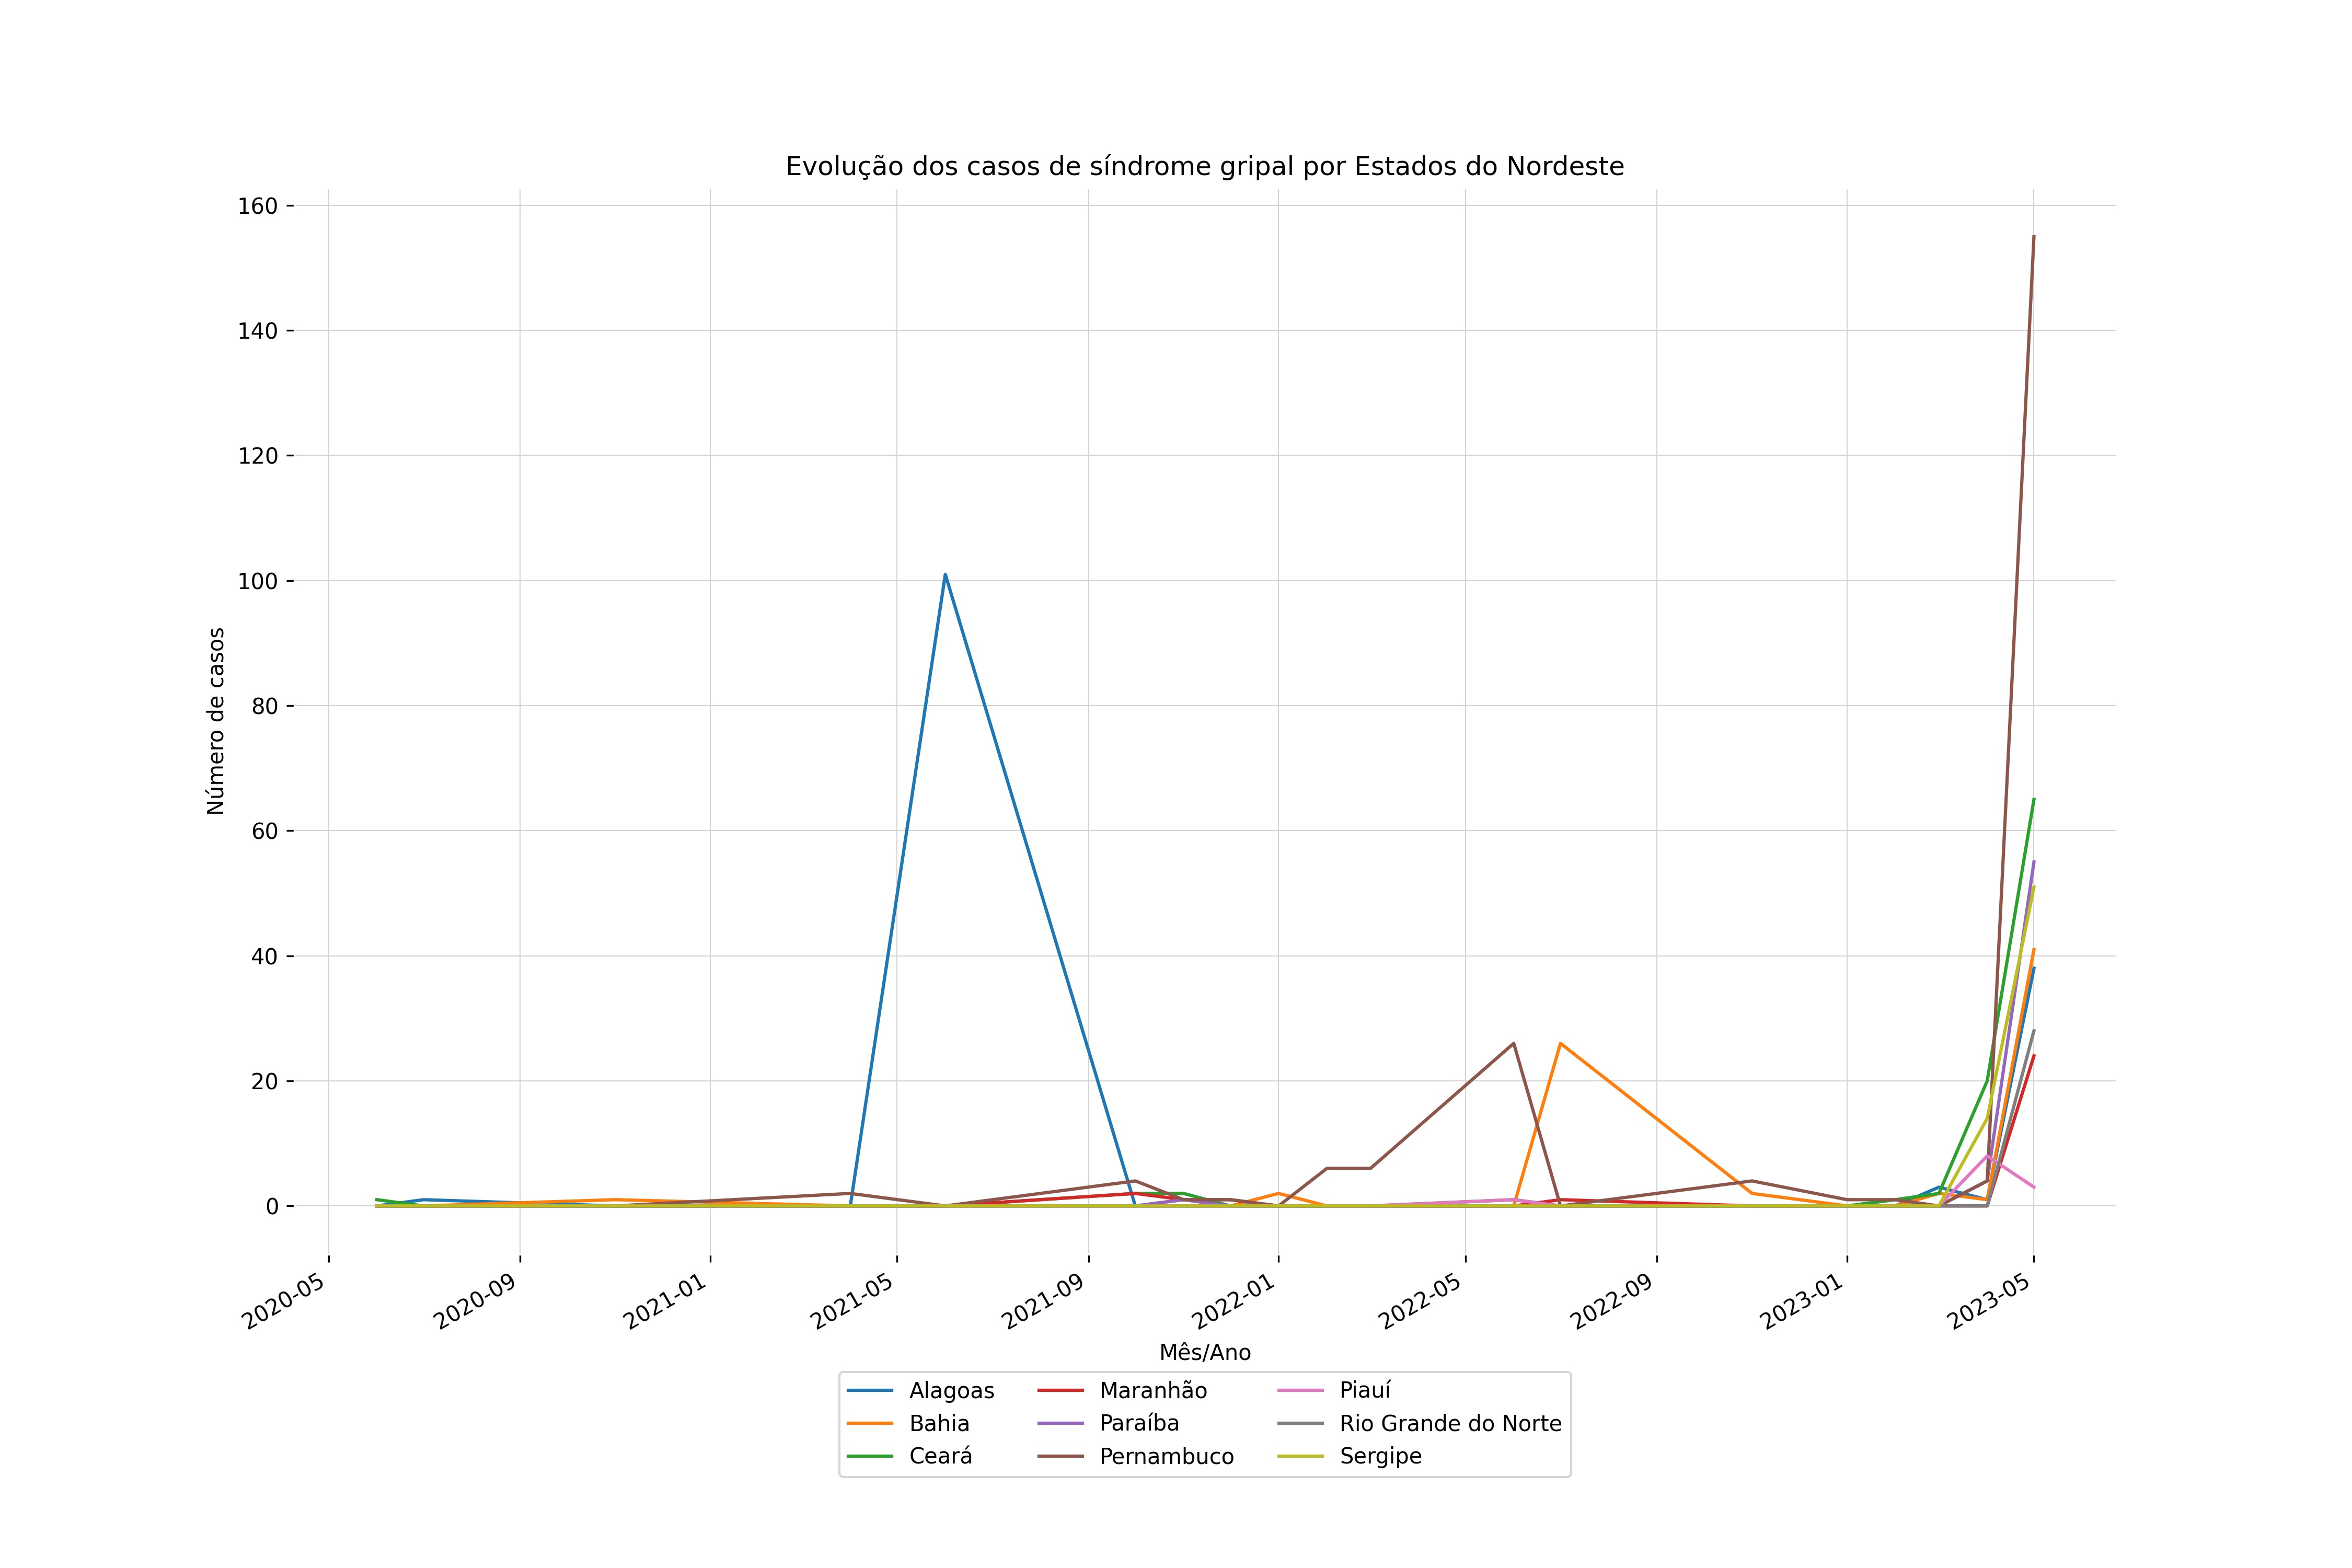 Evolução dos casos de síndrome gripal por Estados do Nordeste
160
140
120
100
80
60
40
20
0
Número de casos
2020-05
2020-09
2021-01
2021-05
2021-09
2022-01
2022-05
2022-09
2023-01
2023-05
Mês/Ano
Alagoas
Bahia
Ceará
Maranhão
Paraíba
Pernambuco
Piauí
Rio Grande do Norte
Sergipe